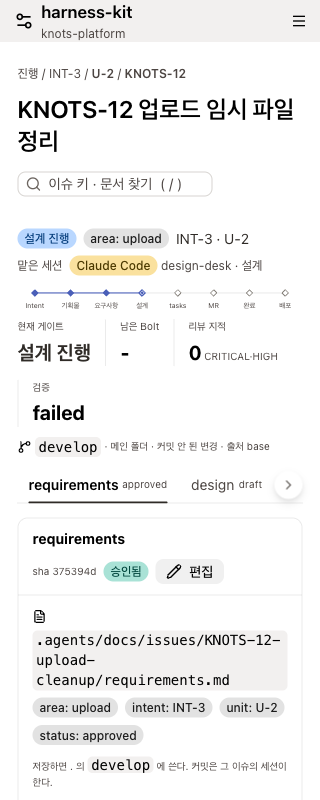 harness-kit
knots-platform
진행 / INT-3 / U-2 / KNOTS-12
KNOTS-12 업로드 임시 파일
정리
이슈 키 · 문서 찾기 ( / )
설계 진행 area: upload INT-3 · U-2
맡은 세션 Claude Code design-desk · 설계
Intent 기획물 요구사항 설계 tasks MR 완료 배포
현재 게이트 남은 Bolt 리뷰 지적
설계 진행 - 0 CRITICAL·HIGH
검증
failed
develop · 메인 폴더 · 커밋 안 된 변경 · 출처 base
requirements approved design draft
requirements
sha 375394d 승인됨 편집
.agents/docs/issues/KNOTS-12-
upload-
cleanup/requirements.md
area: upload intent: INT-3 unit: U-2
status: approved
저장하면 . 의 develop 에 쓴다. 커밋은 그 이슈의 세션이
한다.